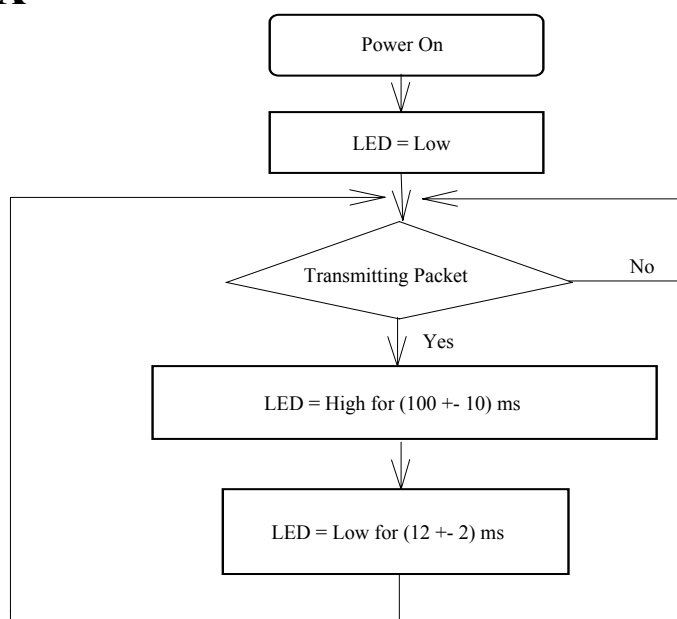 Power On
LED = Low
Transmitting Packet
No
Yes
LED = High for (100 +- 10) ms
LED = Low for (12 +- 2) ms